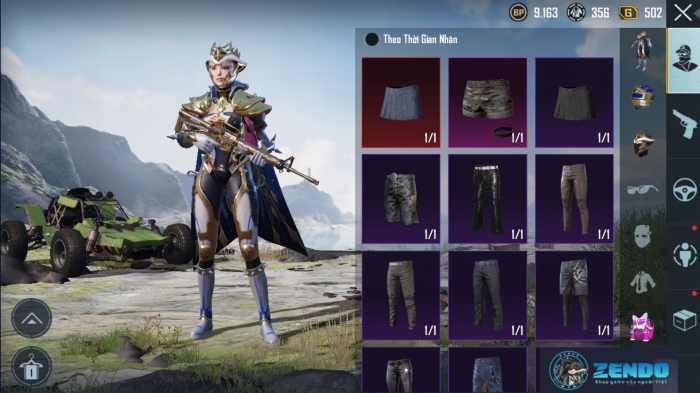 BP 9.163 356 G 502
Theo Thời Gian Nhận
1/1 1/1 1/1
1/1 1/1 1/1
1/1 1/1 1/1
ZENDO
Shop game của người Việt